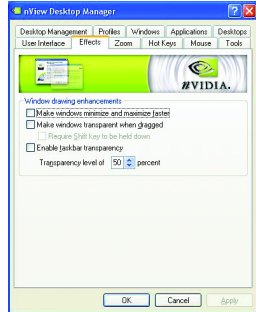 nView Desktop Manager
Desktop Management Profiles Windows Applications Desktops
User Interface Effects Zoom Hot Keys Mouse Tools
nVIDIA.
Window drawing enhancements
Make windows minimize and maximize faster
Make windows transparent when dragged
Require Shift key to be held down
Enable taskbar transparency
Transparency level of 50 percent
OK Cancel Apply